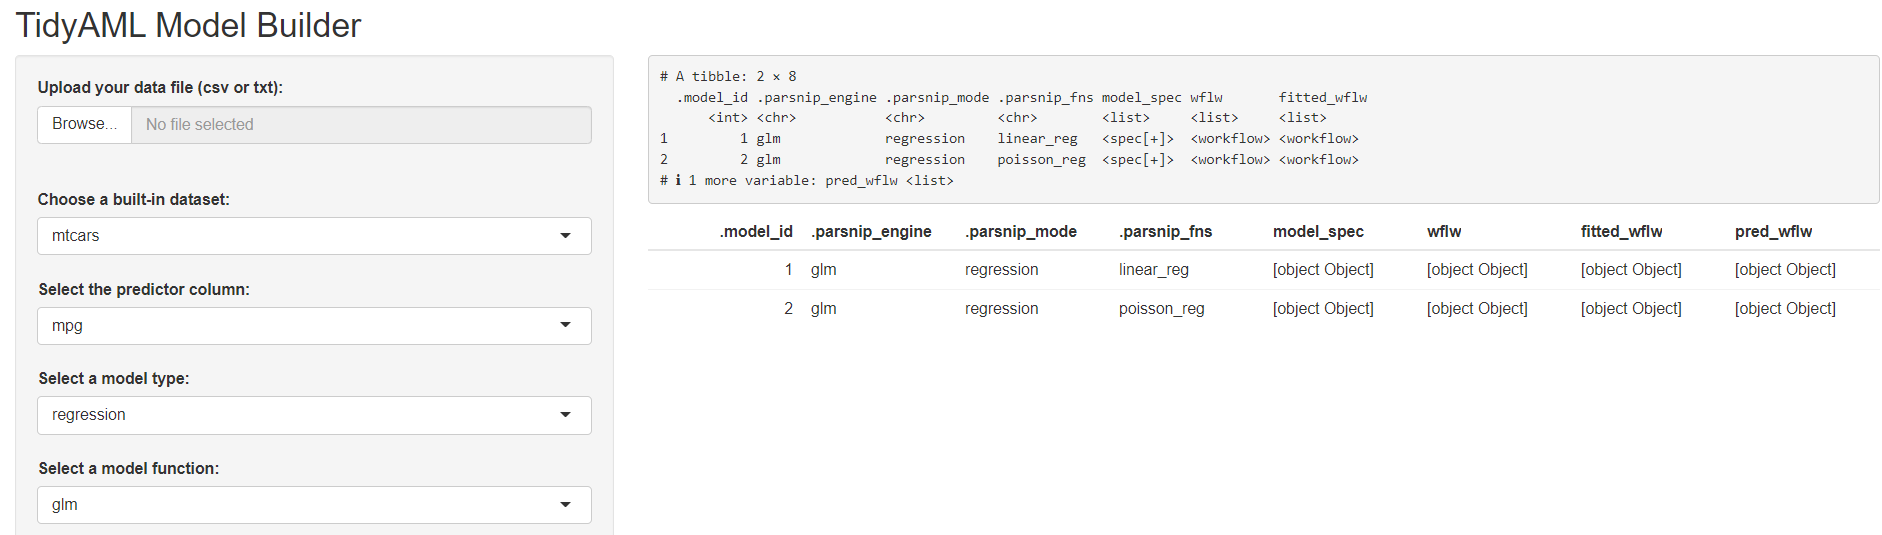 TidyAML Model Builder
Upload your data file (csv or txt):
Browse... No file selected
Choose a built-in dataset:
mtcars
Select the predictor column:
mpg
Select a model type:
regression
Select a model function:
glm
# A tibble: 2 × 8
.model_id .parsnip_engine .parsnip_mode .parsnip_fns model_spec wflw fitted_wflw
<int> <chr> <chr> <chr> <list> <list> <list>
1 1 glm regression linear_reg <spec[+]> <workflow> <workflow>
2 2 glm regression poisson_reg <spec[+]> <workflow> <workflow>
# ℹ 1 more variable: pred_wflw <list>
.model_id .parsnip_engine .parsnip_mode .parsnip_fns model_spec wflw fitted_wflw pred_wflw
1 glm regression linear_reg [object Object] [object Object] [object Object] [object Object]
2 glm regression poisson_reg [object Object] [object Object] [object Object] [object Object]